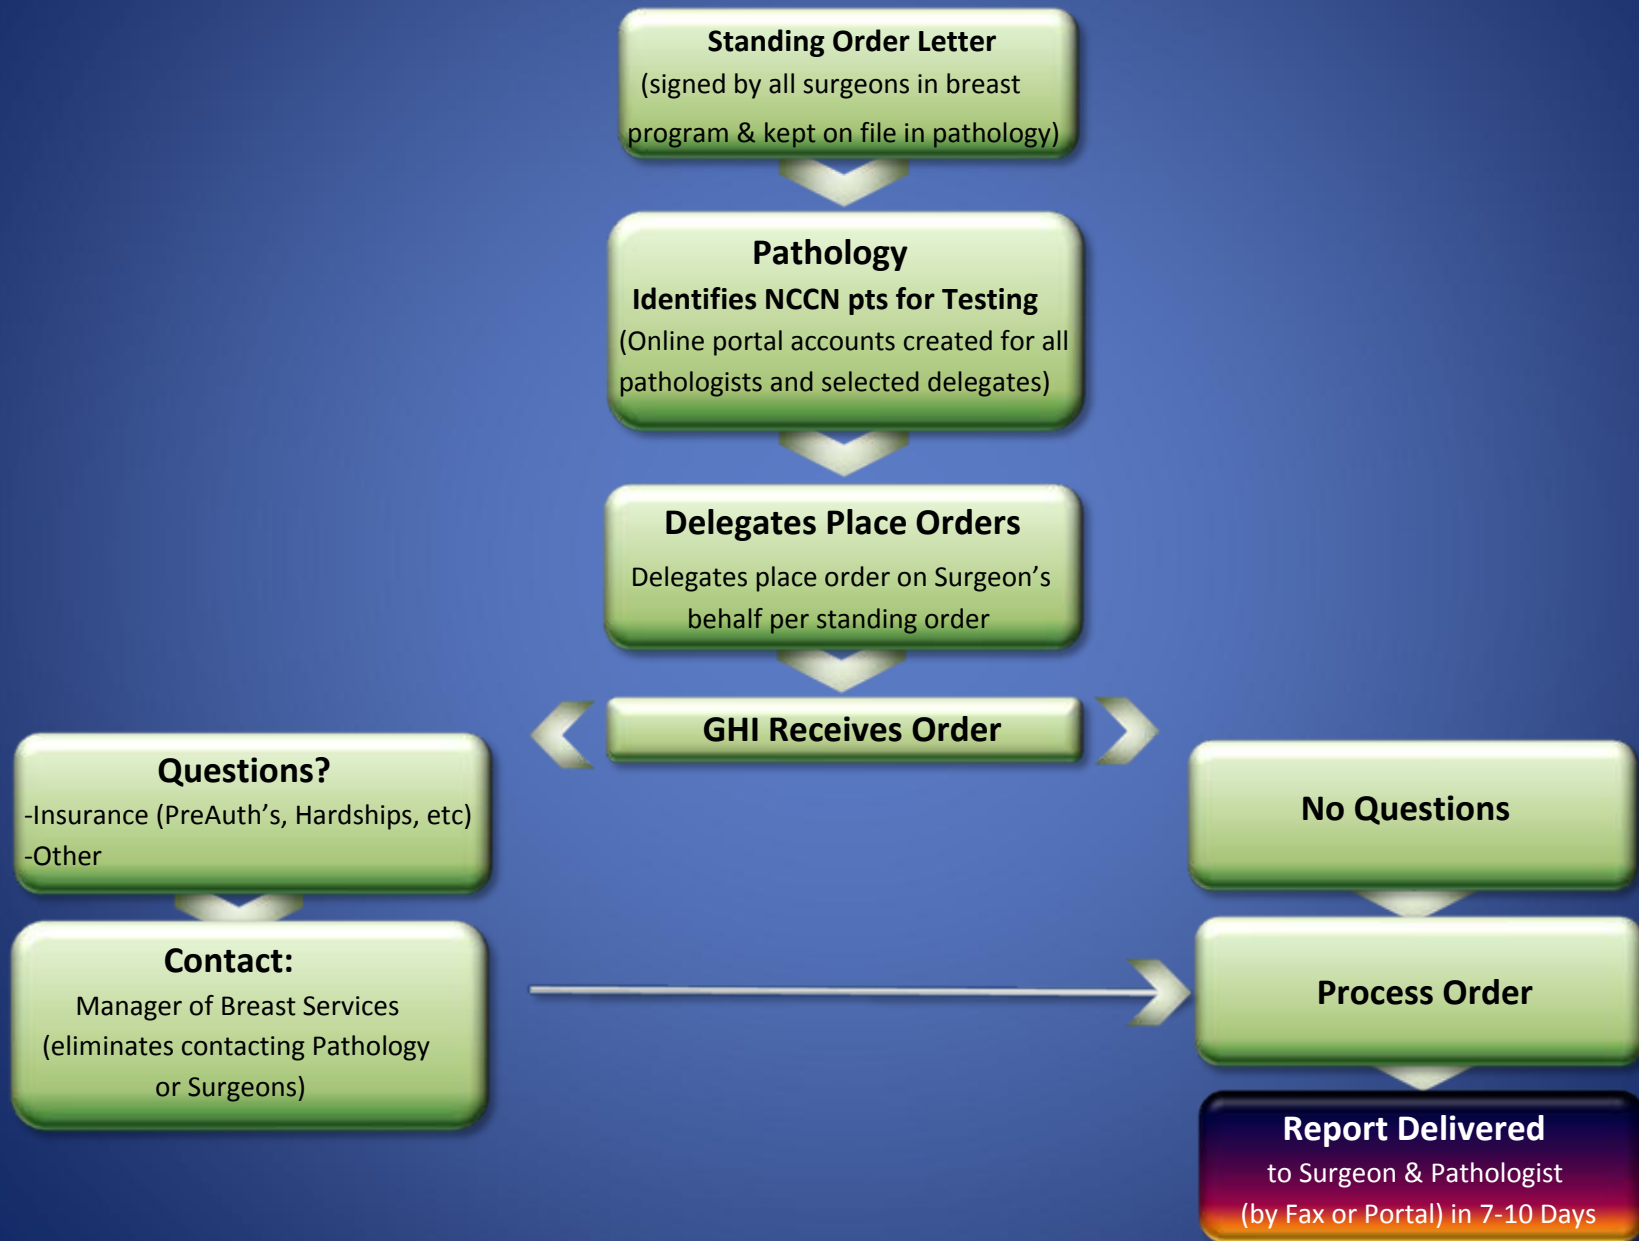 Standing Order Letter
(signed by all surgeons in breast
program & kept on file in pathology)
Pathology
Identifies NCCN pts for Testing
(Online portal accounts created for all
pathologists and selected delegates)
Delegates Place Orders
Delegates place order on Surgeon’s
behalf per standing order
GHI Receives Order
Questions?
-Insurance (PreAuth’s, Hardships, etc)
-Other
Contact:
Manager of Breast Services
(eliminates contacting Pathology
or Surgeons)
No Questions
Process Order
Report Delivered
to Surgeon & Pathologist
(by Fax or Portal) in 7-10 Days